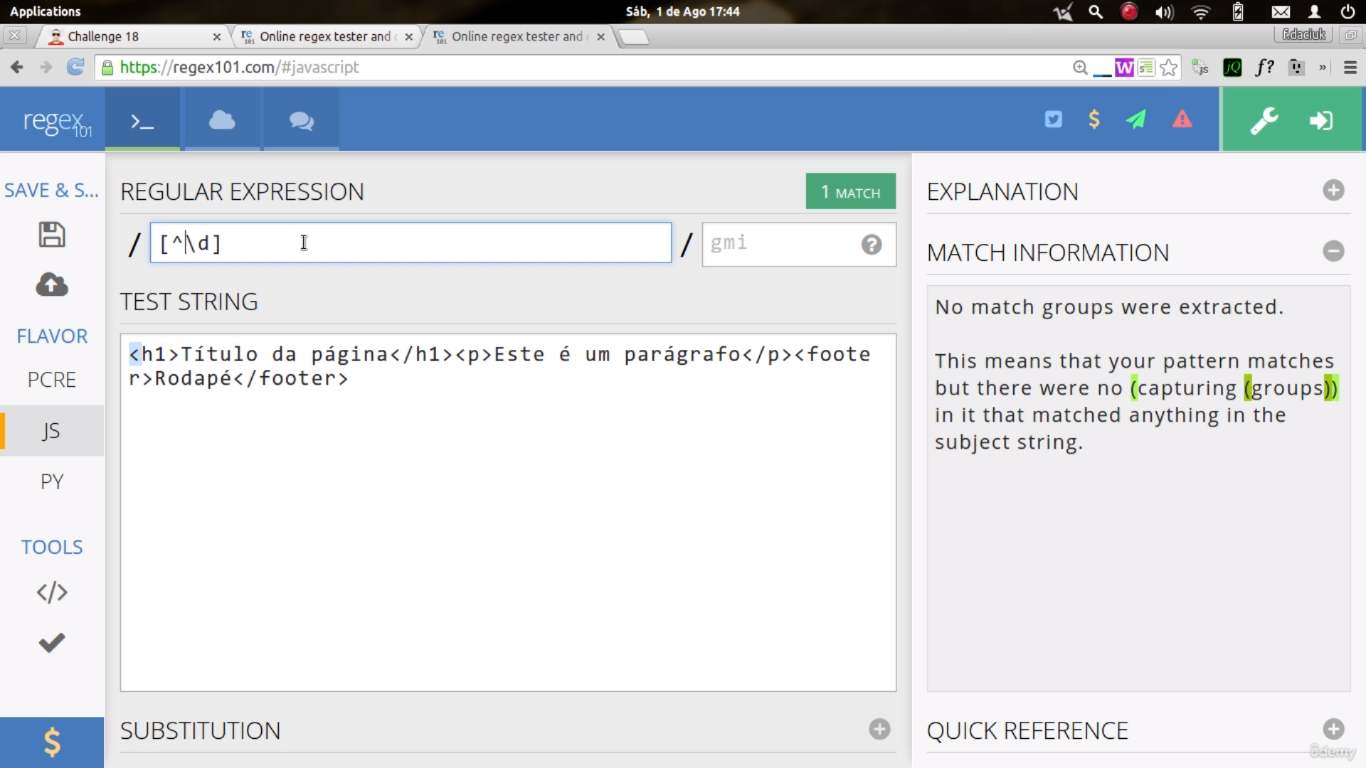 Applications
Sáb, 1 de Ago 17:44
Challenge 18
Online regex tester and
Online regex tester and
fdaciuk
https://regex101.com/#javascript
regex101
>_
SAVE & S...
REGULAR EXPRESSION
1 MATCH
EXPLANATION
/ [^\d] / gmi
MATCH INFORMATION
TEST STRING
No match groups were extracted.
FLAVOR
<h1>Título da página</h1><p>Este é um parágrafo</p><foote
r>Rodapé</footer>
This means that your pattern matches
but there were no (capturing (groups))
in it that matched anything in the
subject string.
PCRE
JS
PY
TOOLS
</>
SUBSTITUTION
QUICK REFERENCE
$
ûdemy